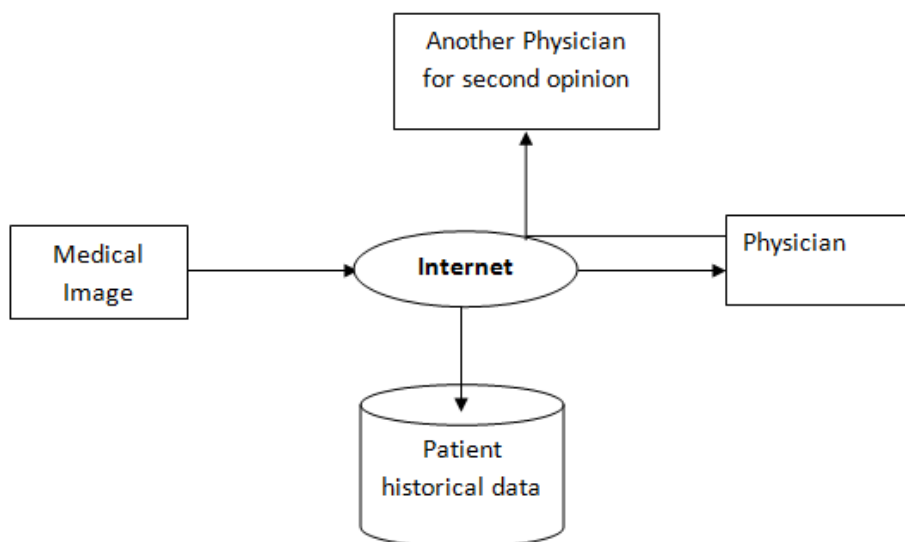 Another Physician
for second opinion
Medical
Image
Internet
Physician
Patient
historical data